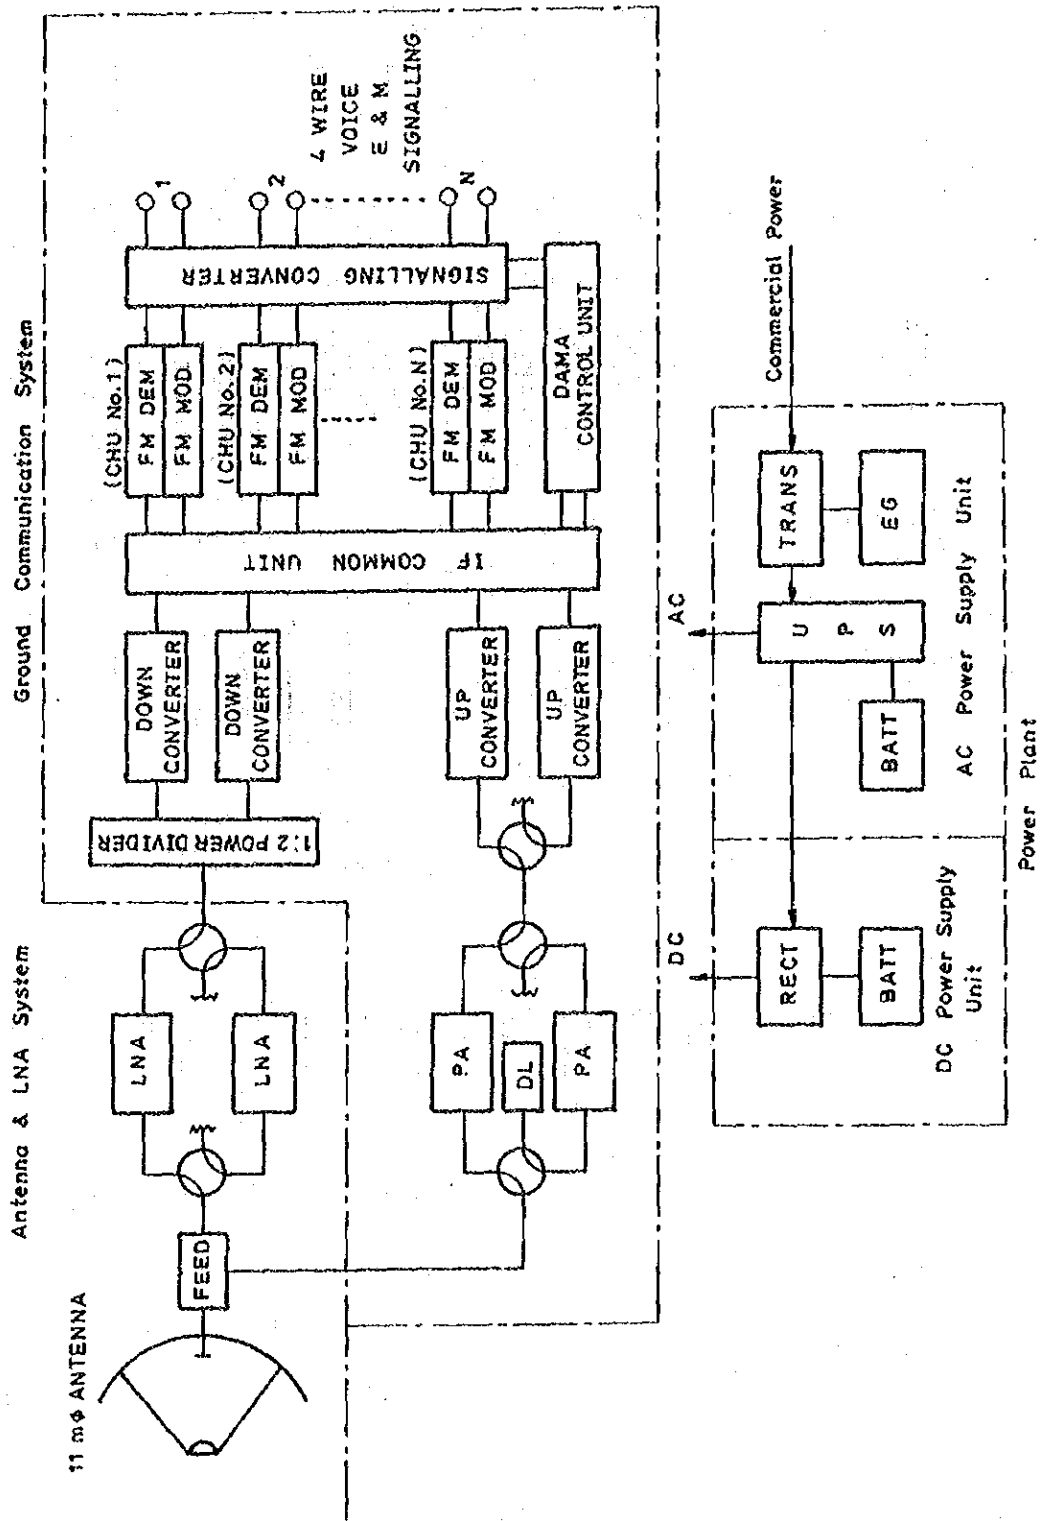 Antenna & LNA System
Ground Communication System
11 mφ ANTENNA
FEED
LNA
LNA
1:2 POWER DIVIDER
DOWN
CONVERTER
DOWN
CONVERTER
IF COMMON UNIT
(CHU No.1)
FM DEM
FM MOD
(CHU No.2)
FM DEM
FM MOD
(CHU No.N)
FM DEM
FM MOD
SIGNALLING CONVERTER
1
2
N
4 WIRE
VOICE
E & M
SIGNALLING
PA
DL
PA
UP
CONVERTER
UP
CONVERTER
DAMA
CONTROL UNIT
DC
AC
Commercial Power
RECT
BATT
DC Power Supply
Unit
UPS
BATT
TRANS
EG
AC Power Supply Unit
Power Plant